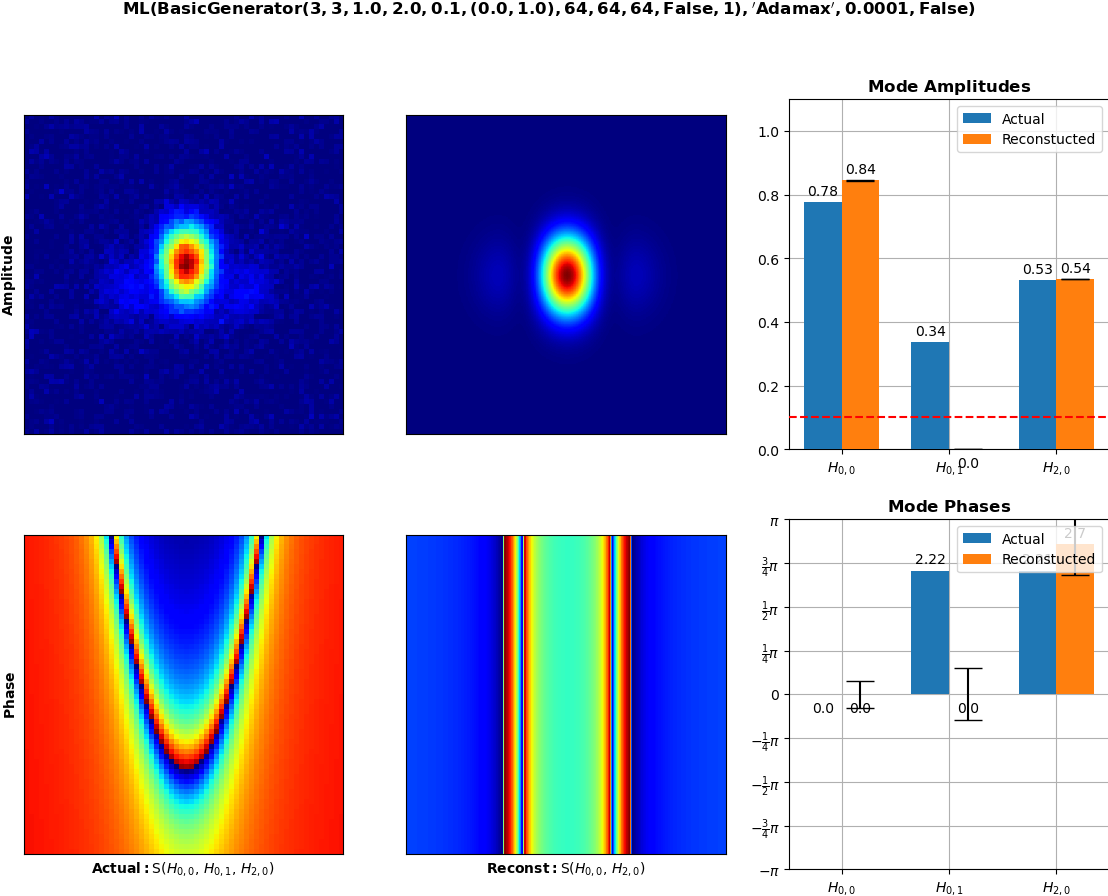 ML(BasicGenerator(3, 3, 1.0, 2.0, 0.1, (0.0, 1.0), 64, 64, 64, False, 1), ′Adamax′, 0.0001, False)
Amplitude
Mode Amplitudes
Actual
Reconstucted
1.0
0.8
0.6
0.4
0.2
0.0
0.78
0.84
0.34
0.0
0.53
0.54
H0,0
H0,1
H2,0
Phase
Actual: S(H0,0, H0,1, H2,0)
Reconst: S(H0,0, H2,0)
Mode Phases
Actual
Reconstucted
π
3/4π
1/2π
1/4π
0
−1/4π
−1/2π
−3/4π
−π
0.0
0.0
2.22
0.0
2.7
H0,0
H0,1
H2,0